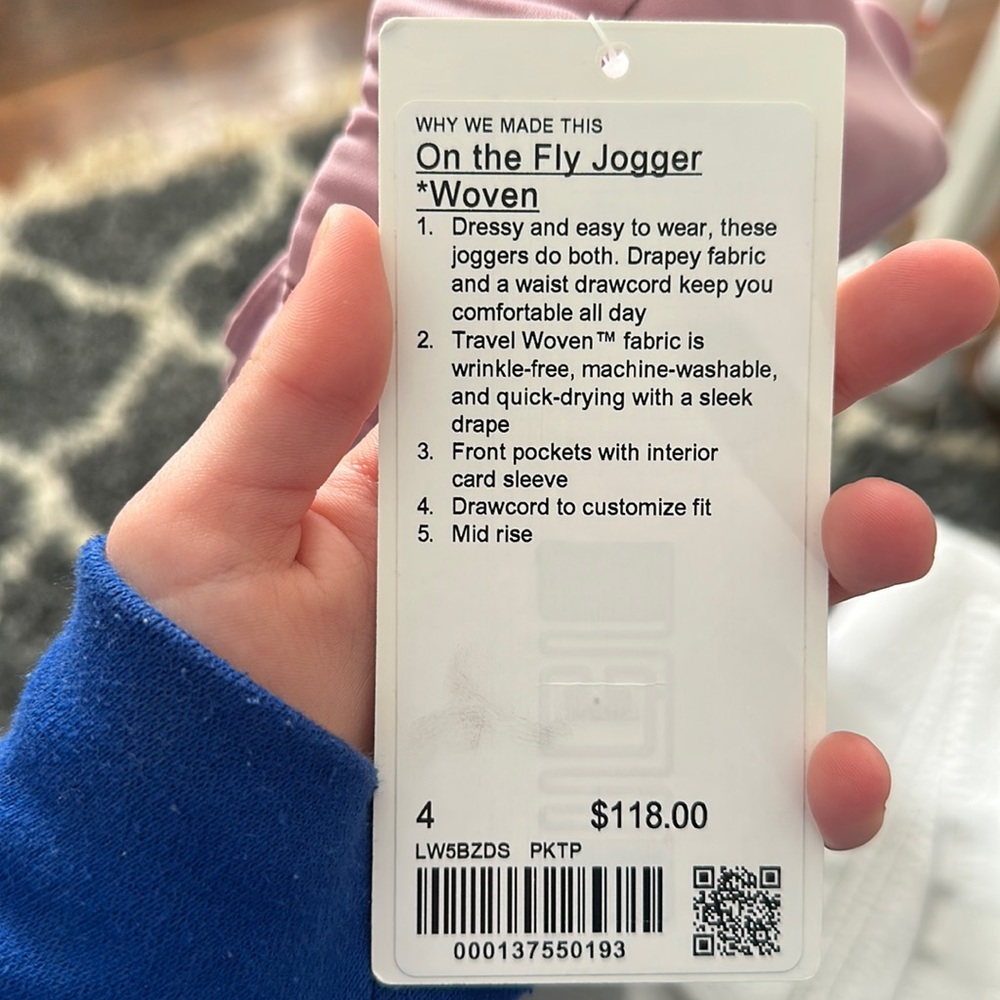 WHY WE MADE THIS
On the Fly Jogger
*Woven
1. Dressy and easy to wear, these
joggers do both. Drapey fabric
and a waist drawcord keep you
comfortable all day
2. Travel Woven™ fabric is
wrinkle-free, machine-washable,
and quick-drying with a sleek
drape
3. Front pockets with interior
card sleeve
4. Drawcord to customize fit
5. Mid rise
4 $118.00
LW5BZDS PKTP
000137550193